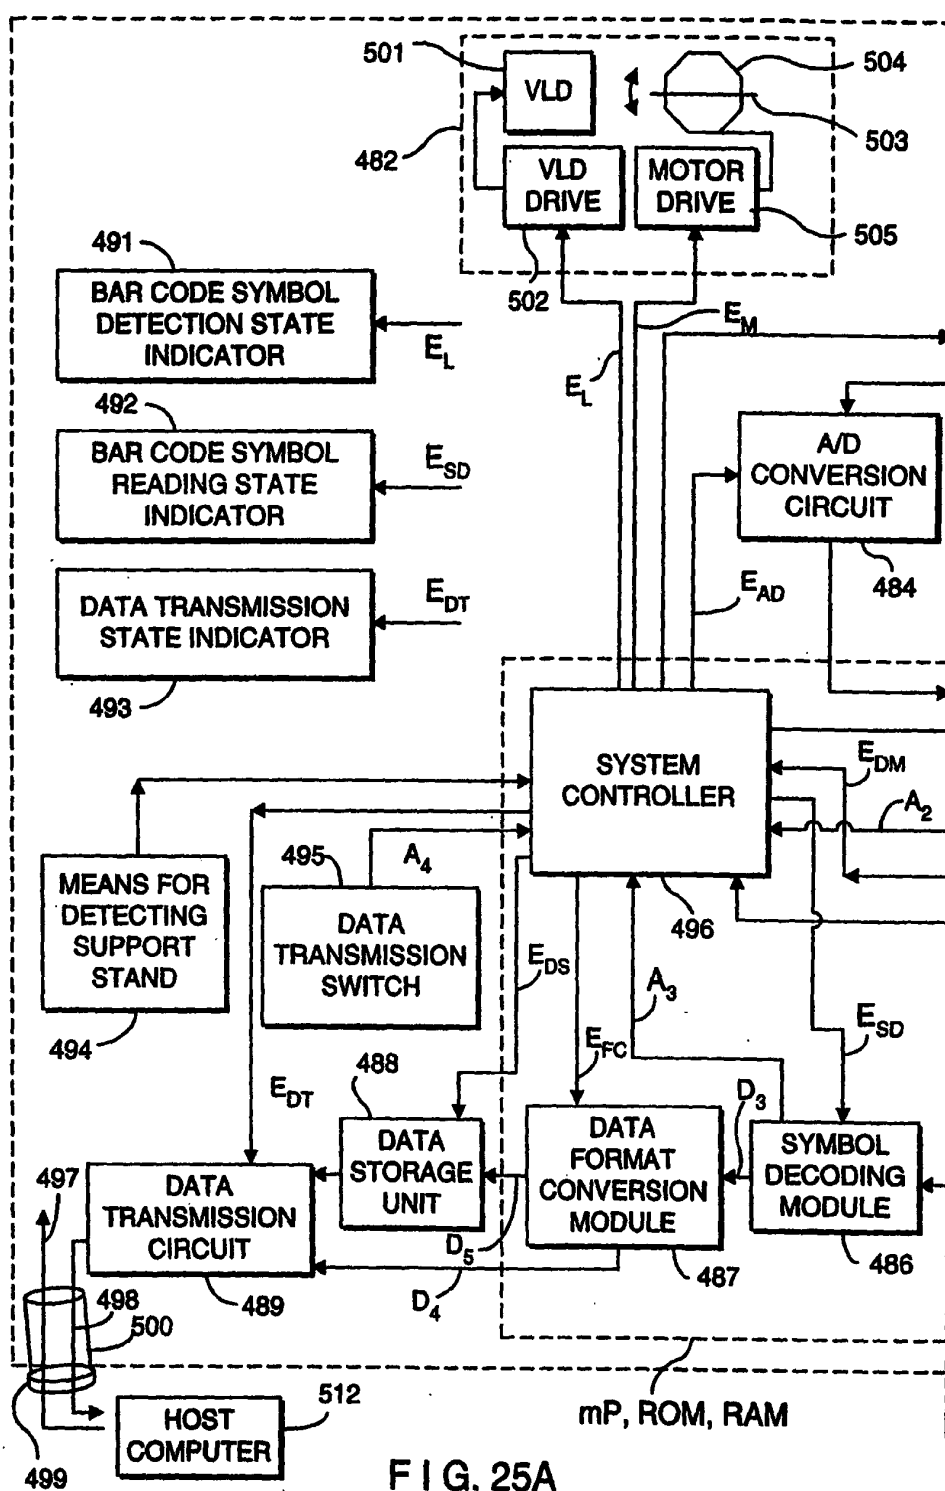 501
VLD
504
503
482
VLD
DRIVE
MOTOR
DRIVE
505
502
491
BAR CODE SYMBOL
DETECTION STATE
INDICATOR
E_L
E_M
E_L
492
BAR CODE SYMBOL
READING STATE
INDICATOR
E_SD
A/D
CONVERSION
CIRCUIT
484
E_AD
DATA TRANSMISSION
STATE INDICATOR
E_DT
493
SYSTEM
CONTROLLER
E_DM
A_2
496
MEANS FOR
DETECTING
SUPPORT
STAND
494
495
A_4
DATA
TRANSMISSION
SWITCH
E_DS
A_3
E_FC
E_SD
E_DT
488
DATA
STORAGE
UNIT
DATA
FORMAT
CONVERSION
MODULE
487
D_3
SYMBOL
DECODING
MODULE
486
497
DATA
TRANSMISSION
CIRCUIT
489
D_5
D_4
498
500
499
HOST
COMPUTER
512
mP, ROM, RAM
FIG. 25A